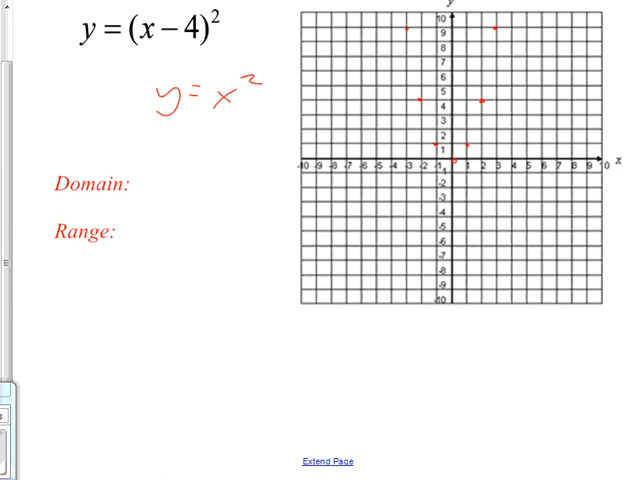 y = (x − 4)²
y = x²
Domain:
Range:
y
10
9
8
7
6
5
4
3
2
1
-10 -9 -8 -7 -6 -5 -4 -3 -2 -1 1 2 3 4 5 6 7 8 9 10 x
-1
-2
-3
-4
-5
-6
-7
-8
-9
-10
Extend Page
s